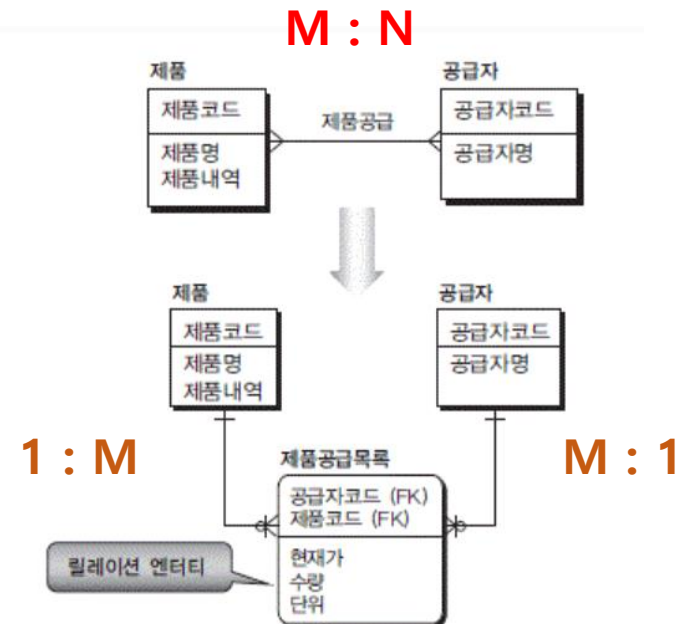 M : N
제품
공급자
제품코드
제품명
제품내역
제품공급
공급자코드
공급자명
제품
공급자
제품코드
제품명
제품내역
공급자코드
공급자명
1 : M
M : 1
제품공급목록
공급자코드 (FK)
제품코드 (FK)
현재가
수량
단위
릴레이션 엔터티